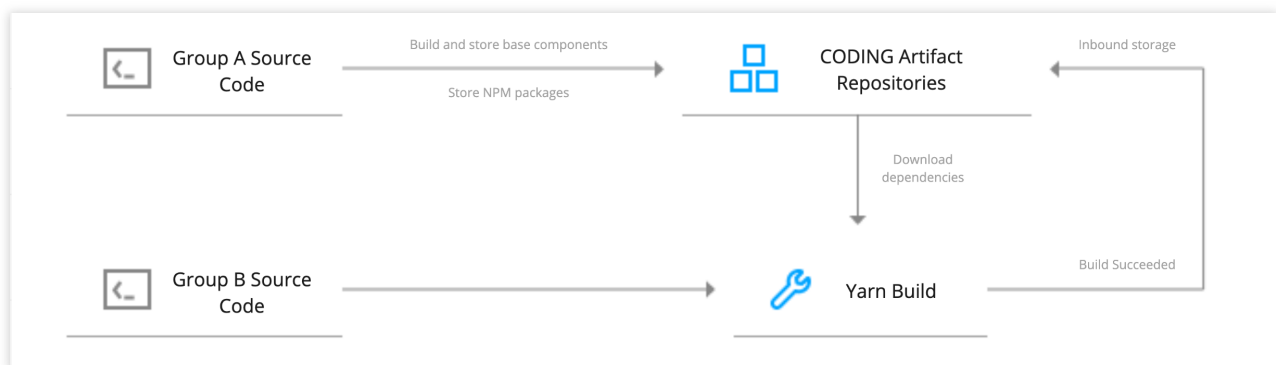 Group A Source
Code
Build and store base components
Store NPM packages
CODING Artifact
Repositories
Inbound storage
Download
dependencies
Group B Source
Code
Yarn Build
Build Succeeded